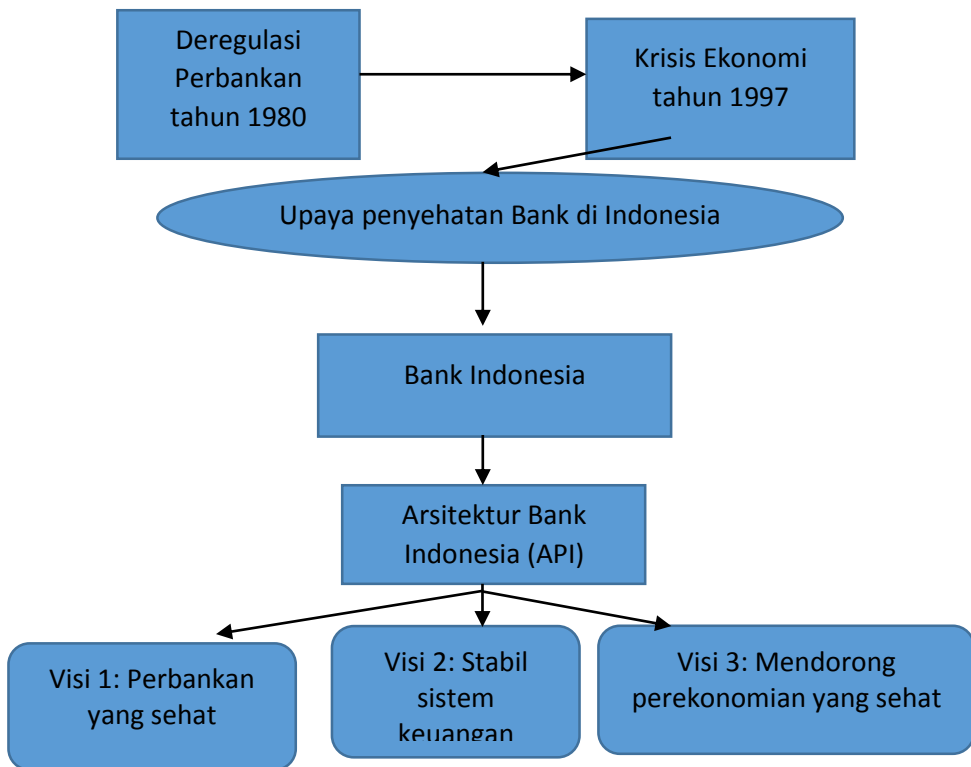 Deregulasi
Perbankan
tahun 1980
Krisis Ekonomi
tahun 1997
Upaya penyehatan Bank di Indonesia
Bank Indonesia
Arsitektur Bank
Indonesia (API)
Visi 1: Perbankan
yang sehat
Visi 2: Stabil
sistem
keuangan
Visi 3: Mendorong
perekonomian yang sehat